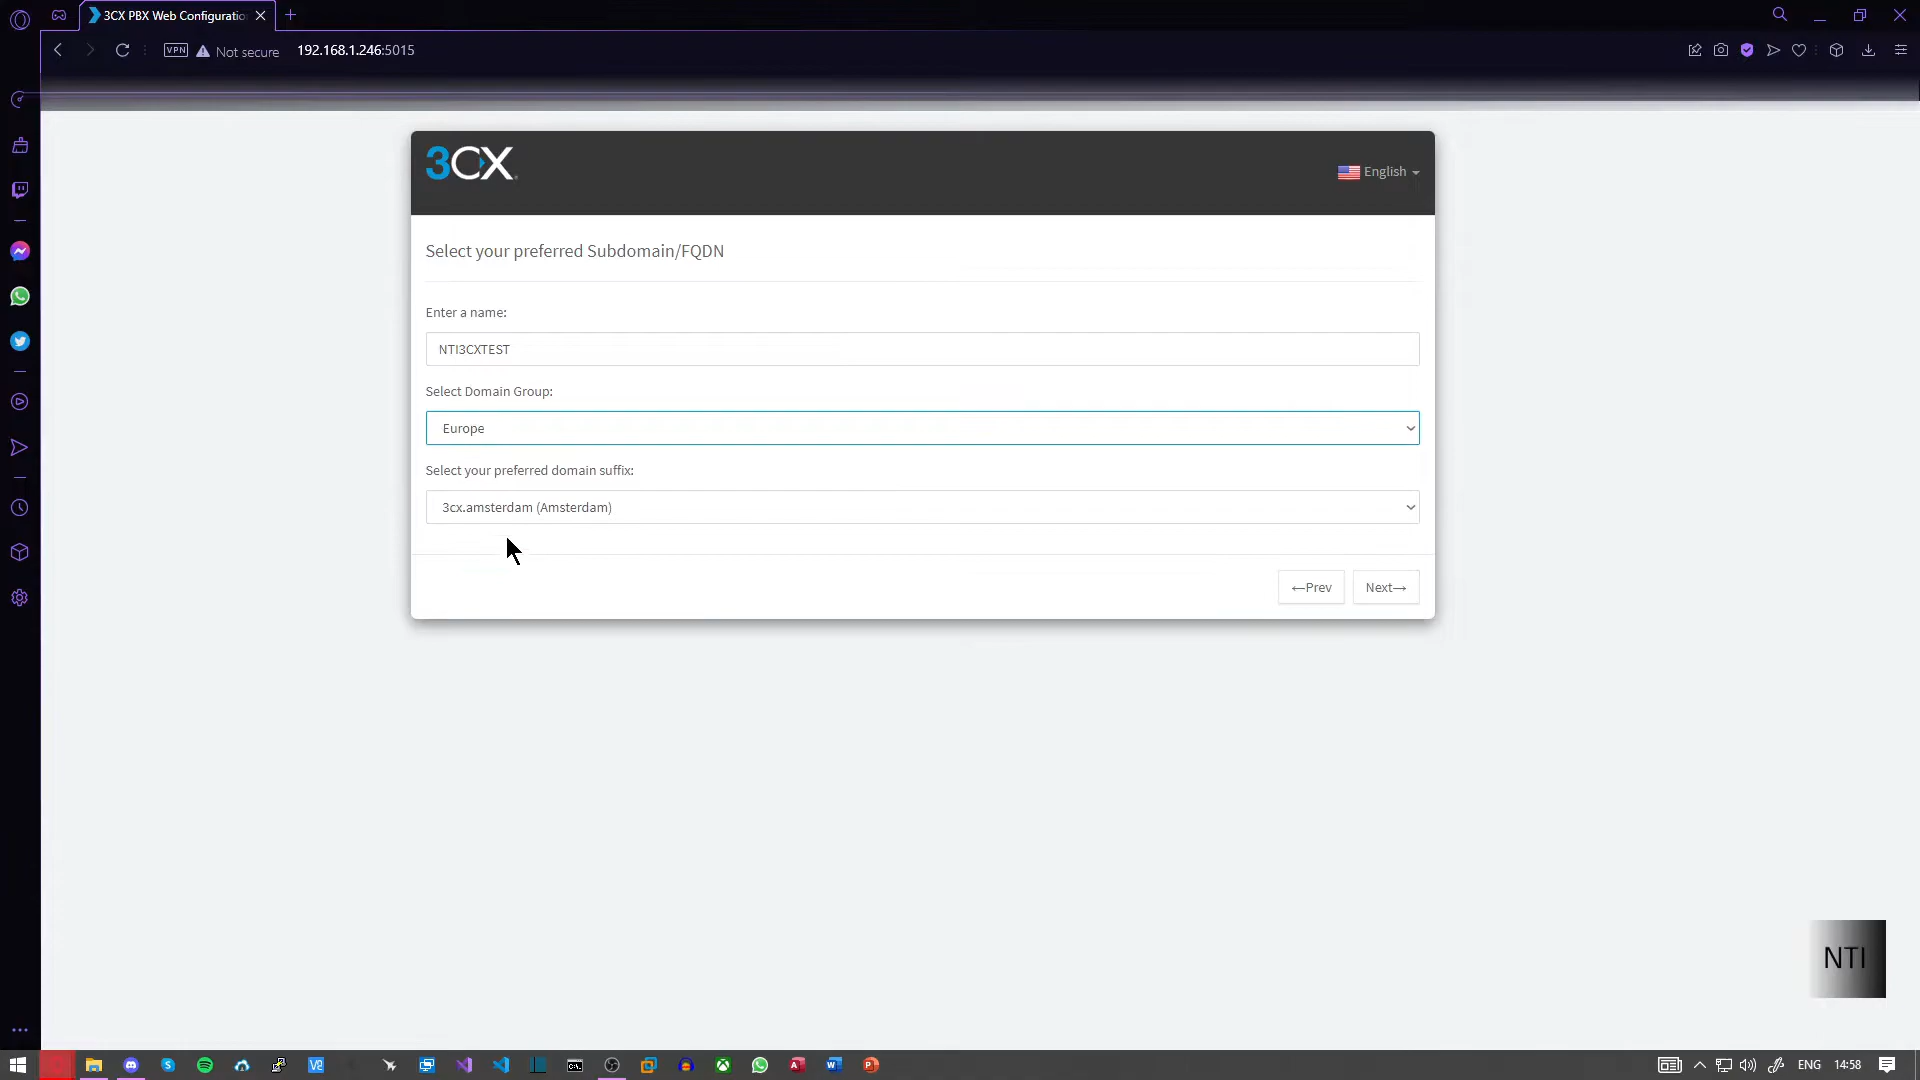 3CX PBX Web Configuratio
VPN
Not secure
192.168.1.246:5015
3CX
English
Select your preferred Subdomain/FQDN
Enter a name:
NTI3CXTEST
Select Domain Group:
Europe
Select your preferred domain suffix:
3cx.amsterdam (Amsterdam)
←Prev
Next→
NTI
ENG
14:58